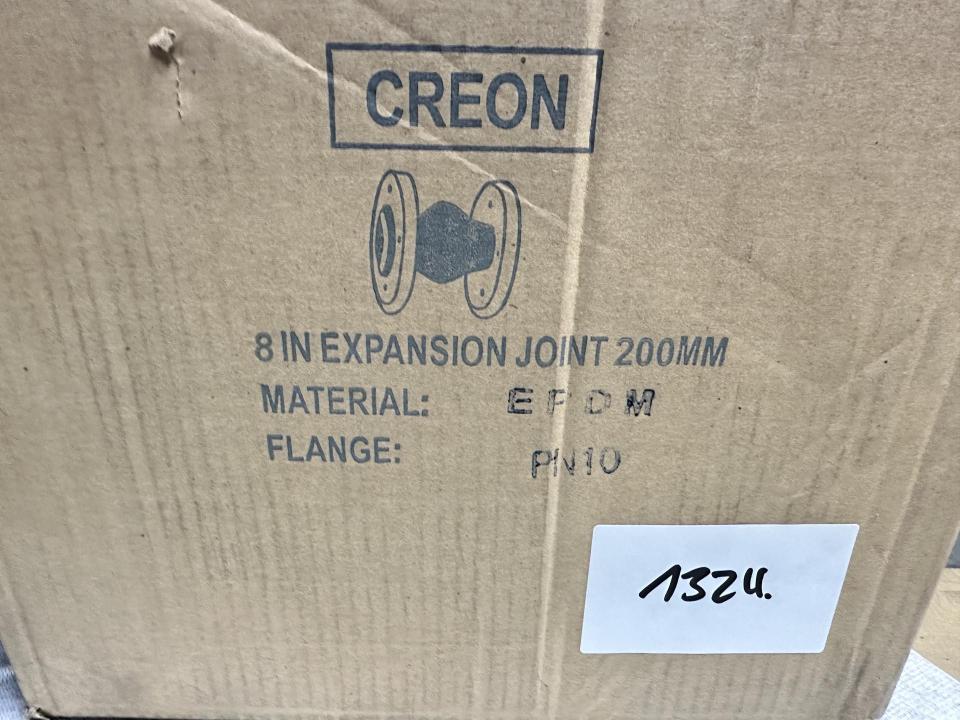 CREON
8 IN EXPANSION JOINT 200MM
MATERIAL: EPDM
FLANGE: PN10
1324.